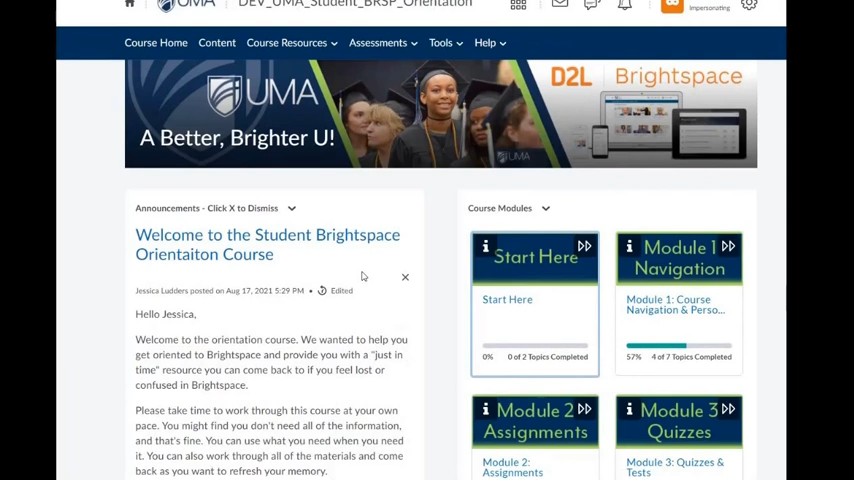 UMA
DEV_UMA_Student_BRSP_Orientation
Impersonating
Course Home Content Course Resources Assessments Tools Help
UMA
D2L Brightspace
A Better, Brighter U!
Announcements - Click X to Dismiss
Welcome to the Student Brightspace
Orientaiton Course
Jessica Ludders posted on Aug 17, 2021 5:29 PM • Edited
Hello Jessica,
Welcome to the orientation course. We wanted to help you
get oriented to Brightspace and provide you with a "just in
time" resource you can come back to if you feel lost or
confused in Brightspace.
Please take time to work through this course at your own
pace. You might find you don't need all of the information,
and that's fine. You can use what you need when you need
it. You can also work through all of the materials and come
back as you want to refresh your memory.
Course Modules
Start Here
Start Here
0% 0 of 2 Topics Completed
Module 1
Navigation
Module 1: Course
Navigation & Perso...
57% 4 of 7 Topics Completed
Module 2
Assignments
Module 2:
Assignments
Module 3
Quizzes
Module 3: Quizzes &
Tests